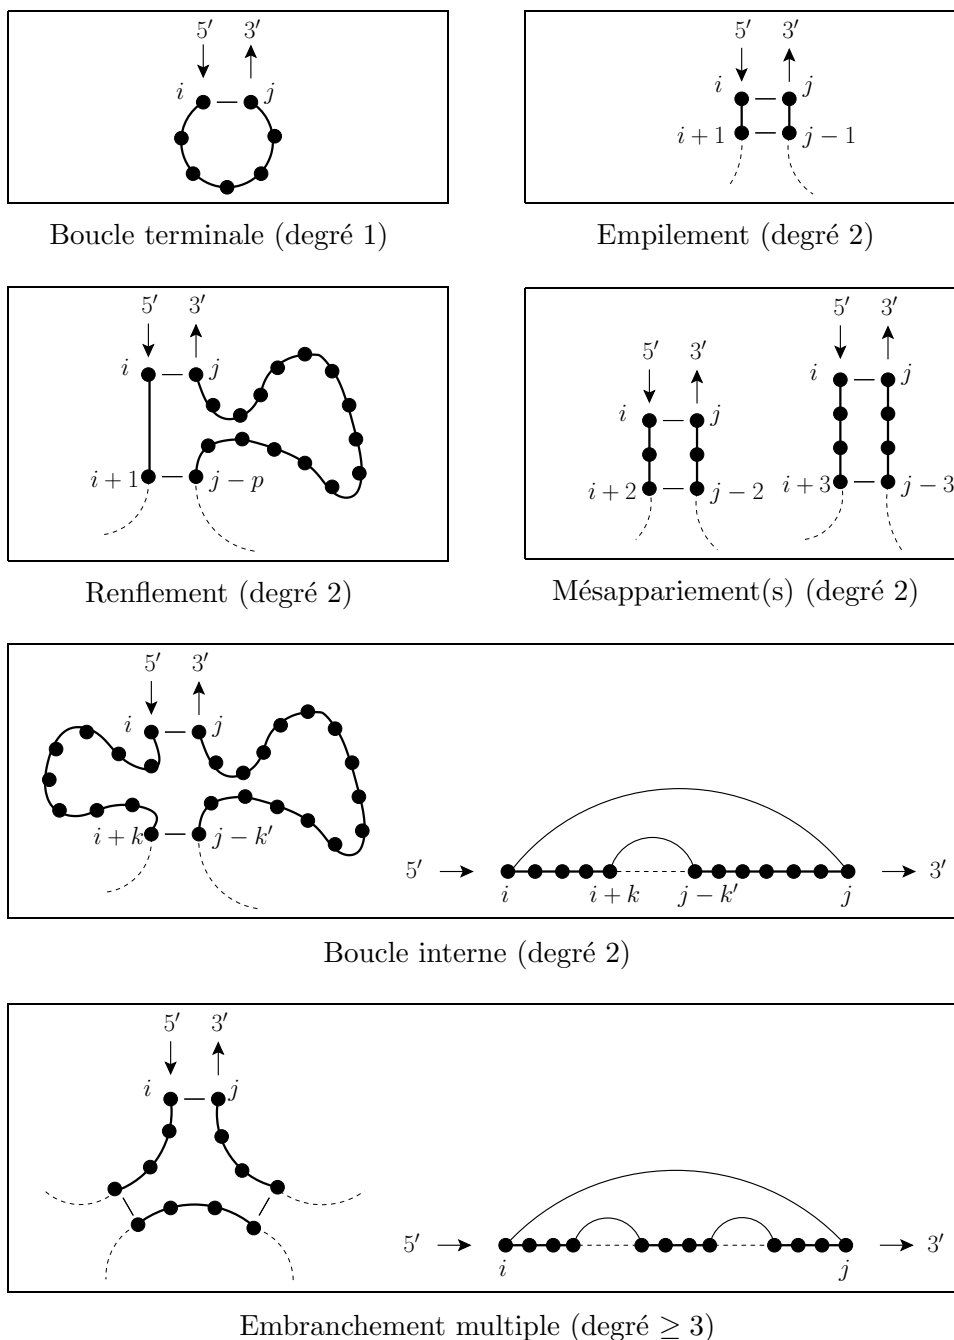 5′ 3′
i j
Boucle terminale (degré 1)
5′ 3′
i j
i + 1 j − 1
Empilement (degré 2)
5′ 3′
i j
i + 1 j − p
Renflement (degré 2)
5′ 3′
i j
i + 2 j − 2
5′ 3′
i j
i + 3 j − 3
Mésappariement(s) (degré 2)
5′ 3′
i j
i + k j − k′
5′ 3′
i i + k j − k′ j
Boucle interne (degré 2)
5′ 3′
i j
5′ 3′
i j
Embranchement multiple (degré ≥ 3)